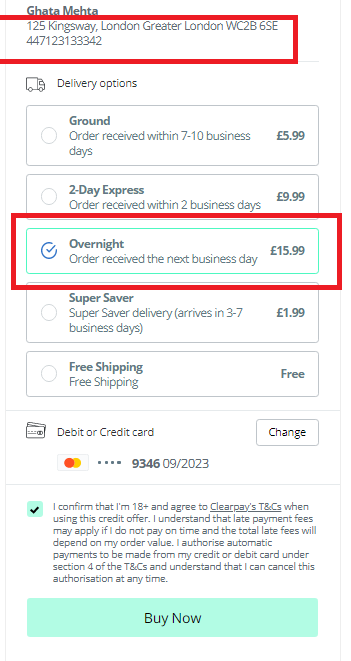 Ghata Mehta
125 Kingsway, London Greater London WC2B 6SE
447123133342
Delivery options
Ground
Order received within 7-10 business
days
£5.99
2-Day Express
Order received within 2 business days
£9.99
Overnight
Order received the next business day
£15.99
Super Saver
Super Saver delivery (arrives in 3-7
business days)
£1.99
Free Shipping
Free Shipping
Free
Debit or Credit card
Change
•••• 9346 09/2023
I confirm that I'm 18+ and agree to Clearpay's T&Cs when
using this credit offer. I understand that late payment fees
may apply if I do not pay on time and the total late fees will
depend on my order value. I authorise automatic
payments to be made from my credit or debit card under
section 4 of the T&Cs and understand that I can cancel this
authorisation at any time.
Buy Now